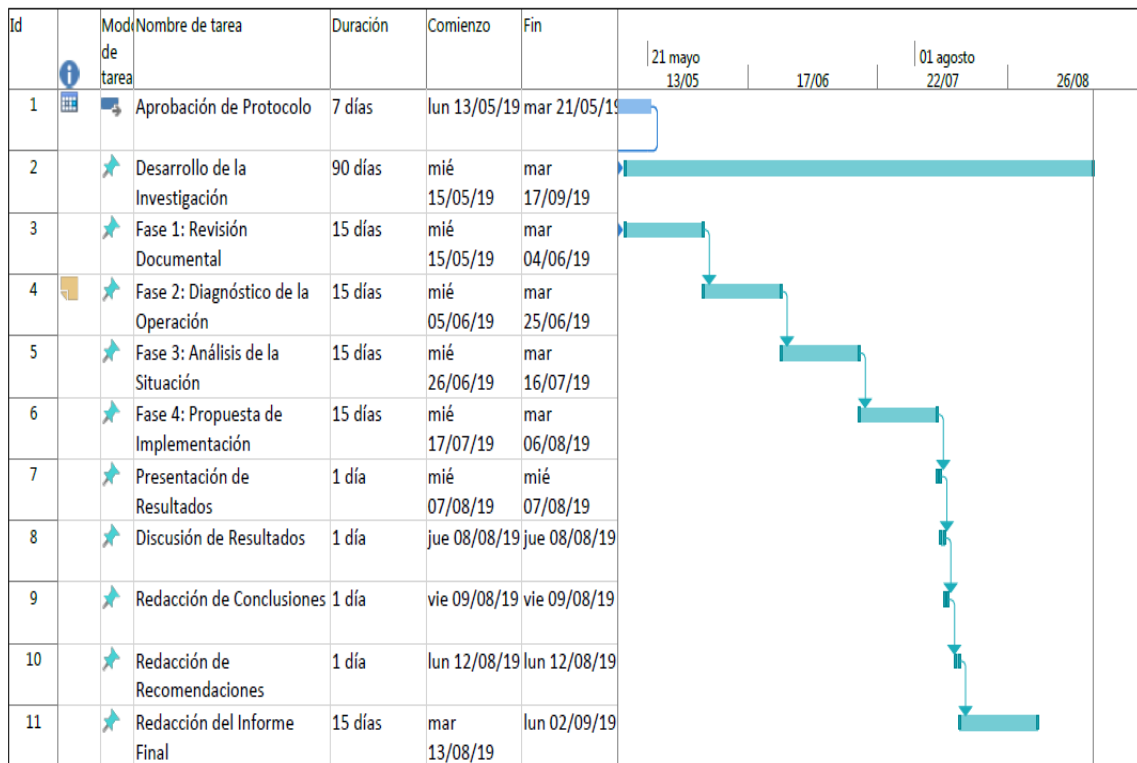 Id Modo Nombre de tarea Duración Comienzo Fin
de
tarea
21 mayo 01 agosto
13/05 17/06 22/07 26/08
1 Aprobación de Protocolo 7 días lun 13/05/19 mar 21/05/19
2 Desarrollo de la 90 días mié mar
Investigación 15/05/19 17/09/19
3 Fase 1: Revisión 15 días mié mar
Documental 15/05/19 04/06/19
4 Fase 2: Diagnóstico de la 15 días mié mar
Operación 05/06/19 25/06/19
5 Fase 3: Análisis de la 15 días mié mar
Situación 26/06/19 16/07/19
6 Fase 4: Propuesta de 15 días mié mar
Implementación 17/07/19 06/08/19
7 Presentación de 1 día mié mié
Resultados 07/08/19 07/08/19
8 Discusión de Resultados 1 día jue 08/08/19 jue 08/08/19
9 Redacción de Conclusiones 1 día vie 09/08/19 vie 09/08/19
10 Redacción de 1 día lun 12/08/19 lun 12/08/19
Recomendaciones
11 Redacción del Informe 15 días mar lun 02/09/19
Final 13/08/19